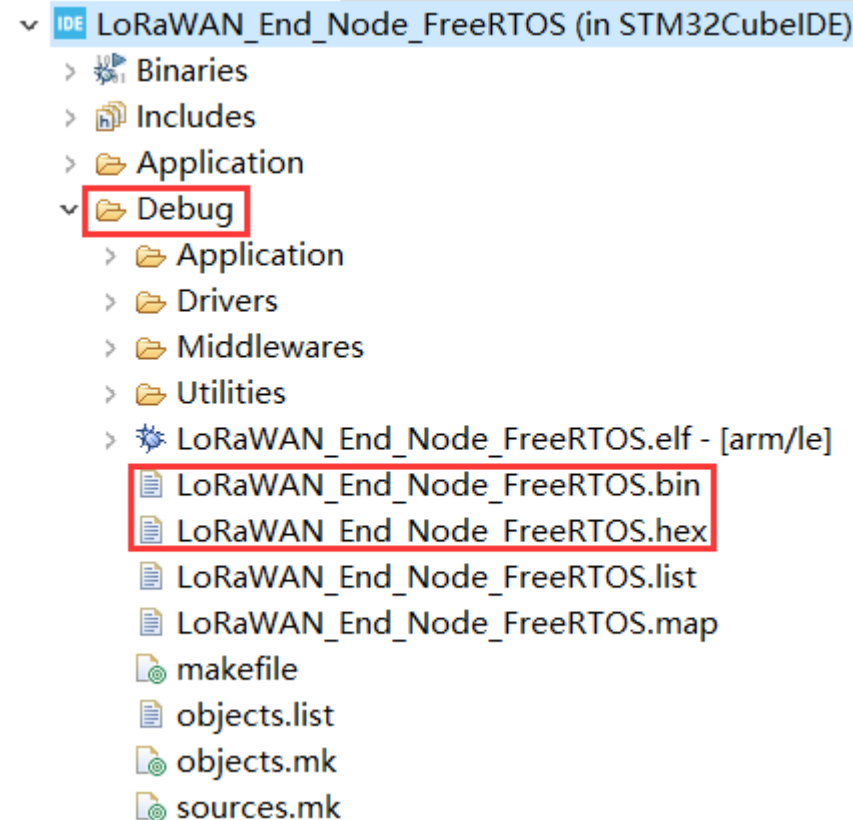 IDE LoRaWAN_End_Node_FreeRTOS (in STM32CubeIDE)
Binaries
Includes
Application
Debug
Application
Drivers
Middlewares
Utilities
LoRaWAN_End_Node_FreeRTOS.elf - [arm/le]
LoRaWAN_End_Node_FreeRTOS.bin
LoRaWAN_End_Node_FreeRTOS.hex
LoRaWAN_End_Node_FreeRTOS.list
LoRaWAN_End_Node_FreeRTOS.map
makefile
objects.list
objects.mk
sources.mk